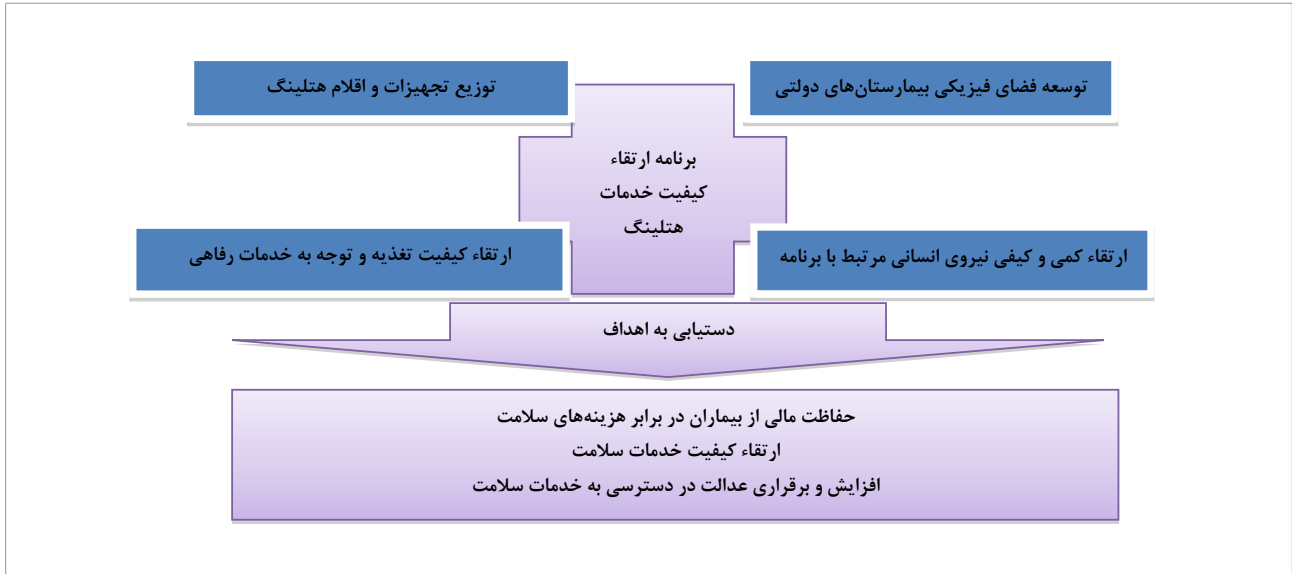 توسعه فضای فیزیکی بیمارستان‌های دولتی
توزیع تجهیزات و اقلام هتلینگ
برنامه ارتقاء
کیفیت خدمات
هتلینگ
ارتقاء کمی و کیفی نیروی انسانی مرتبط با برنامه
ارتقاء کیفیت تغذیه و توجه به خدمات رفاهی
دستیابی به اهداف
حفاظت مالی از بیماران در برابر هزینه‌های سلامت
ارتقاء کیفیت خدمات سلامت
افزایش و برقراری عدالت در دسترسی به خدمات سلامت